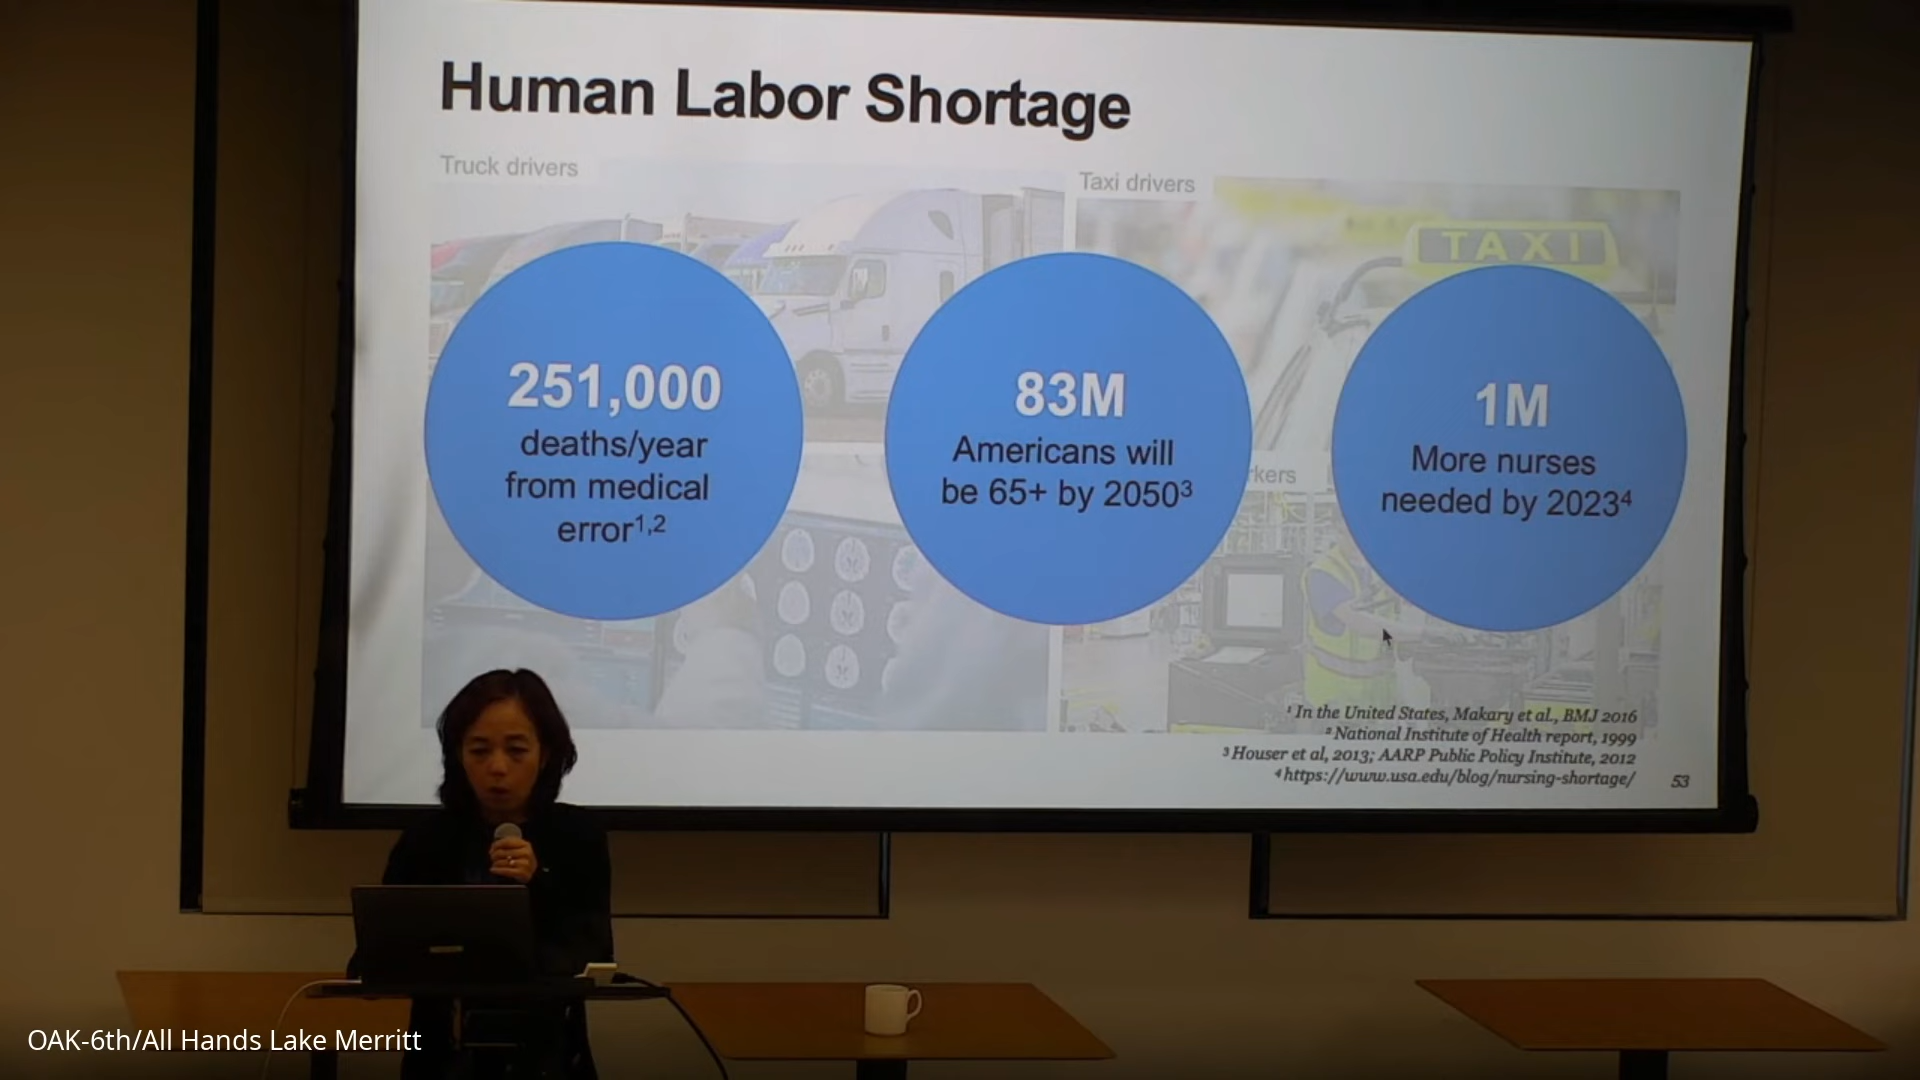 Human Labor Shortage
Truck drivers
Taxi drivers
TAXI
251,000
deaths/year
from medical
error1,2
83M
Americans will
be 65+ by 2050³
1M
More nurses
needed by 2023⁴
rkers
¹ In the United States, Makary et al., BMJ 2016
² National Institute of Health report, 1999
³ Houser et al, 2013; AARP Public Policy Institute, 2012
⁴ https://www.usa.edu/blog/nursing-shortage/
53
OAK-6th/All Hands Lake Merritt